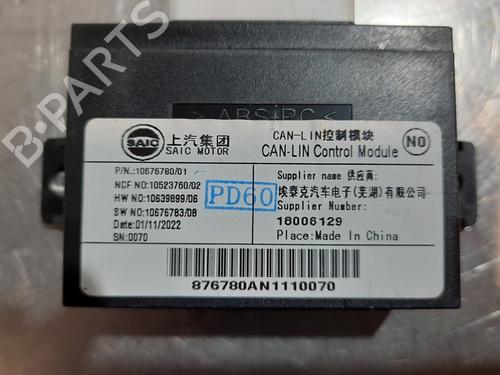 B-PARTS
>ABS+PC<
SAIC
上汽集团
SAIC MOTOR
CAN-LIN控制模块
CAN-LIN Control Module
NO
P/N.:10676780/01
NCF NO:10523760/02
HW NO:10639899/06
SW NO:10676783/08
Date:01/11/2022
SN:0070
PD60
Supplier name 供应商:
埃泰克汽车电子(芜湖)有限公司
Supplier Number:
18006129
Place:Made In China
876780AN1110070